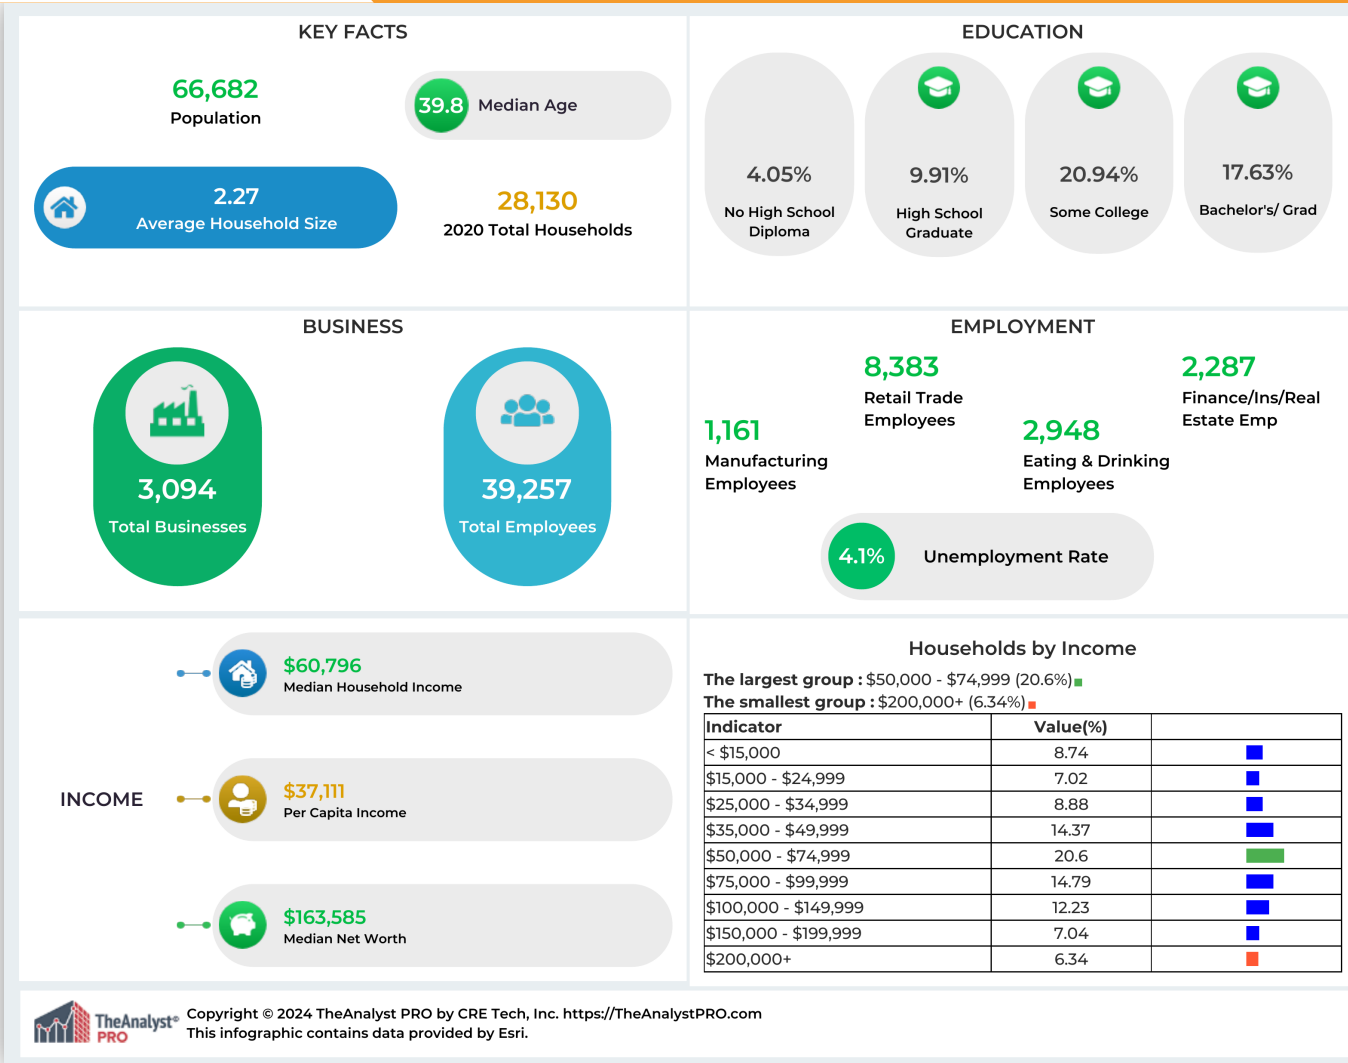 KEY FACTS
66,682
Population
39.8 Median Age
2.27
Average Household Size
28,130
2020 Total Households
EDUCATION
4.05%
No High School
Diploma
9.91%
High School
Graduate
20.94%
Some College
17.63%
Bachelor's/ Grad
BUSINESS
3,094
Total Businesses
39,257
Total Employees
EMPLOYMENT
1,161
Manufacturing
Employees
8,383
Retail Trade
Employees
2,948
Eating & Drinking
Employees
2,287
Finance/Ins/Real
Estate Emp
4.1% Unemployment Rate
INCOME
$60,796
Median Household Income
$37,111
Per Capita Income
$163,585
Median Net Worth
Households by Income
The largest group : $50,000 - $74,999 (20.6%)
The smallest group : $200,000+ (6.34%)
Indicator Value(%)
< $15,000 8.74
$15,000 - $24,999 7.02
$25,000 - $34,999 8.88
$35,000 - $49,999 14.37
$50,000 - $74,999 20.6
$75,000 - $99,999 14.79
$100,000 - $149,999 12.23
$150,000 - $199,999 7.04
$200,000+ 6.34
TheAnalyst©
PRO
Copyright © 2024 TheAnalyst PRO by CRE Tech, Inc. https://TheAnalystPRO.com
This infographic contains data provided by Esri.